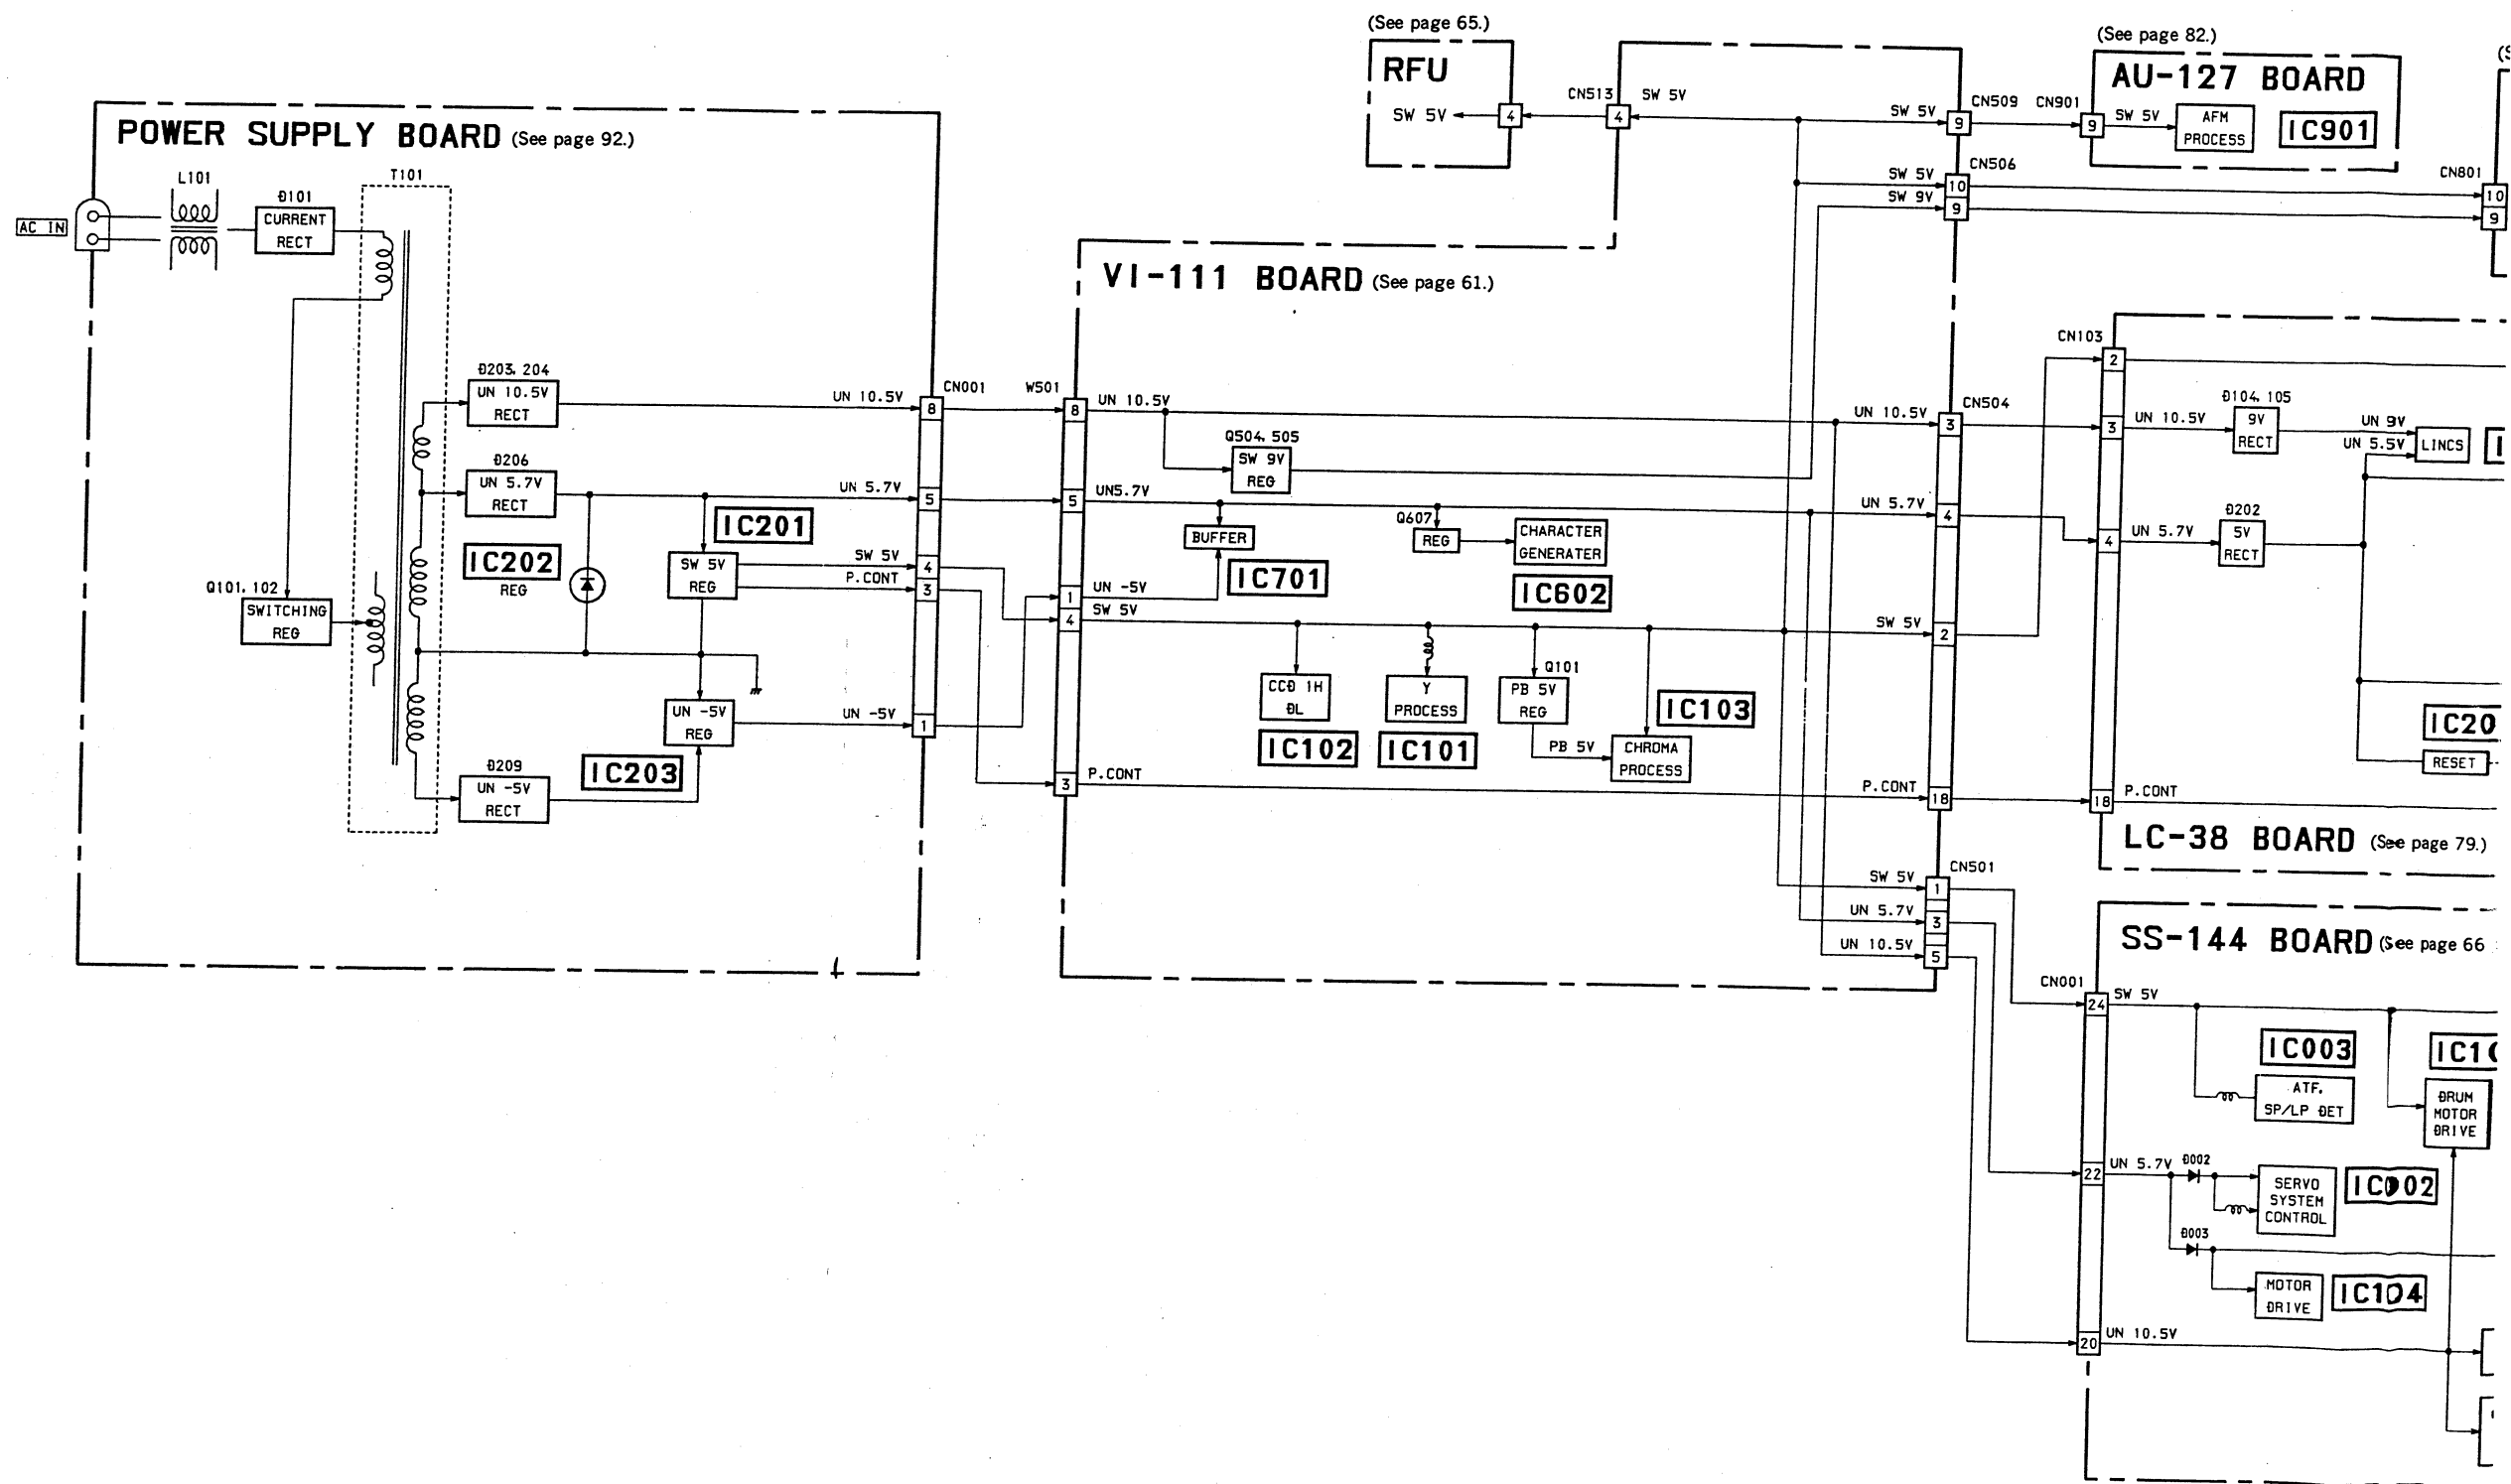 (See page 65.)
RFU
SW 5V
4
CN513
4
SW 5V
SW 5V
9
CN509
CN901
9
(See page 82.)
AU-127 BOARD
SW 5V
AFM
PROCESS
IC901
CN506
SW 5V
10
SW 9V
9
CN801
10
9
POWER SUPPLY BOARD (See page 92.)
AC IN
L101
D101
CURRENT
RECT
T101
D203, 204
UN 10.5V
RECT
UN 10.5V
8
CN001
D206
UN 5.7V
RECT
UN 5.7V
5
IC201
IC202
REG
SW 5V
REG
SW 5V
4
P.CONT
3
Q101, 102
SWITCHING
REG
UN -5V
REG
UN -5V
1
IC203
D209
UN -5V
RECT
VI-111 BOARD (See page 61.)
W501
8
UN 10.5V
Q504, 505
SW 9V
REG
UN 10.5V
3
CN504
5
UN5.7V
BUFFER
IC701
Q607
REG
CHARACTER
GENERATER
IC602
UN 5.7V
4
1
UN -5V
4
SW 5V
SW 5V
2
CCD 1H
DL
IC102
Y
PROCESS
IC101
Q101
PB 5V
REG
IC103
PB 5V
CHROMA
PROCESS
3
P.CONT
P.CONT
18
CN501
SW 5V
1
UN 5.7V
3
UN 10.5V
5
CN103
2
3
UN 10.5V
D104, 105
9V
RECT
UN 9V
UN 5.5V
LINCS
4
UN 5.7V
D202
5V
RECT
IC20
RESET
18
P.CONT
LC-38 BOARD (See page 79.)
SS-144 BOARD (See page 66
CN001
24
SW 5V
IC003
ATF,
SP/LP DET
IC1
DRUM
MOTOR
DRIVE
22
UN 5.7V
D002
SERVO
SYSTEM
CONTROL
IC002
D003
MOTOR
DRIVE
IC104
20
UN 10.5V